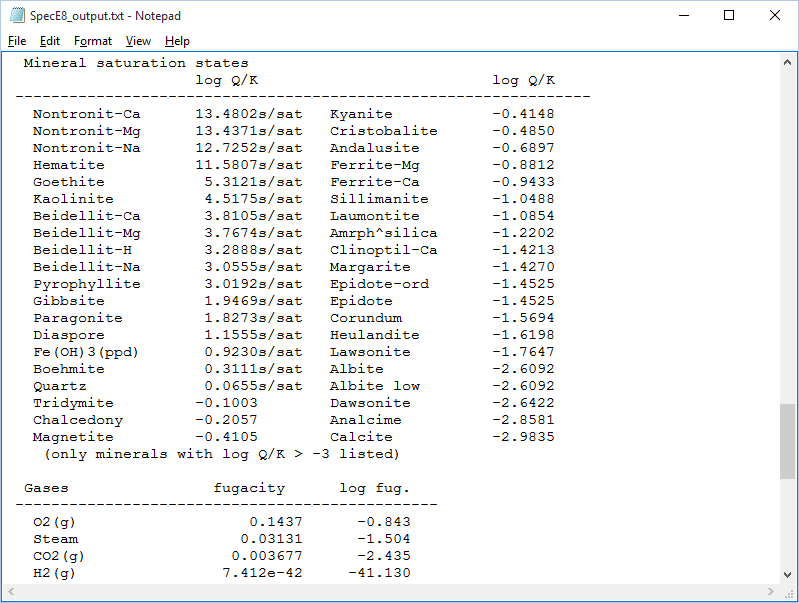 SpecE8_output.txt - Notepad
File Edit Format View Help
Mineral saturation states
log Q/K log Q/K
----------------------------------------------------------------
Nontronit-Ca 13.4802s/sat Kyanite -0.4148
Nontronit-Mg 13.4371s/sat Cristobalite -0.4850
Nontronit-Na 12.7252s/sat Andalusite -0.6897
Hematite 11.5807s/sat Ferrite-Mg -0.8812
Goethite 5.3121s/sat Ferrite-Ca -0.9433
Kaolinite 4.5175s/sat Sillimanite -1.0488
Beidellit-Ca 3.8105s/sat Laumontite -1.0854
Beidellit-Mg 3.7674s/sat Amrph^silica -1.2202
Beidellit-H 3.2888s/sat Clinoptil-Ca -1.4213
Beidellit-Na 3.0555s/sat Margarite -1.4270
Pyrophyllite 3.0192s/sat Epidote-ord -1.4525
Gibbsite 1.9469s/sat Epidote -1.4525
Paragonite 1.8273s/sat Corundum -1.5694
Diaspore 1.1555s/sat Heulandite -1.6198
Fe(OH)3(ppd) 0.9230s/sat Lawsonite -1.7647
Boehmite 0.3111s/sat Albite -2.6092
Quartz 0.0655s/sat Albite low -2.6092
Tridymite -0.1003 Dawsonite -2.6422
Chalcedony -0.2057 Analcime -2.8581
Magnetite -0.4105 Calcite -2.9835
(only minerals with log Q/K > -3 listed)
Gases fugacity log fug.
-----------------------------------------------
O2(g) 0.1437 -0.843
Steam 0.03131 -1.504
CO2(g) 0.003677 -2.435
H2(g) 7.412e-42 -41.130